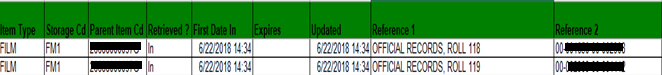 Item Type Storage Cd Parent Item Cd Retrieved ? First Date In Expires Updated Reference 1 Reference 2
FILM FM1 In 6/22/2018 14:34 6/22/2018 14:34 OFFICIAL RECORDS, ROLL 118 00-
FILM FM1 In 6/22/2018 14:34 6/22/2018 14:34 OFFICIAL RECORDS, ROLL 119 00-